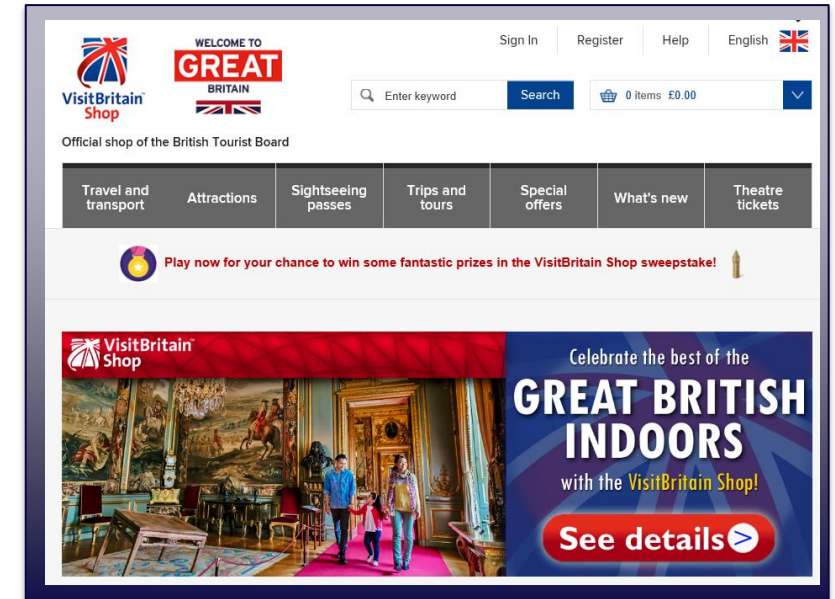 Sign In Register Help English
WELCOME TO
GREAT
BRITAIN
VisitBritain™
Shop
Enter keyword Search 0 items £0.00
Official shop of the British Tourist Board
Travel and
transport
Attractions
Sightseeing
passes
Trips and
tours
Special
offers
What's new
Theatre
tickets
Play now for your chance to win some fantastic prizes in the VisitBritain Shop sweepstake!
VisitBritain™
Shop
Celebrate the best of the
GREAT BRITISH
INDOORS
with the VisitBritain Shop!
See details >